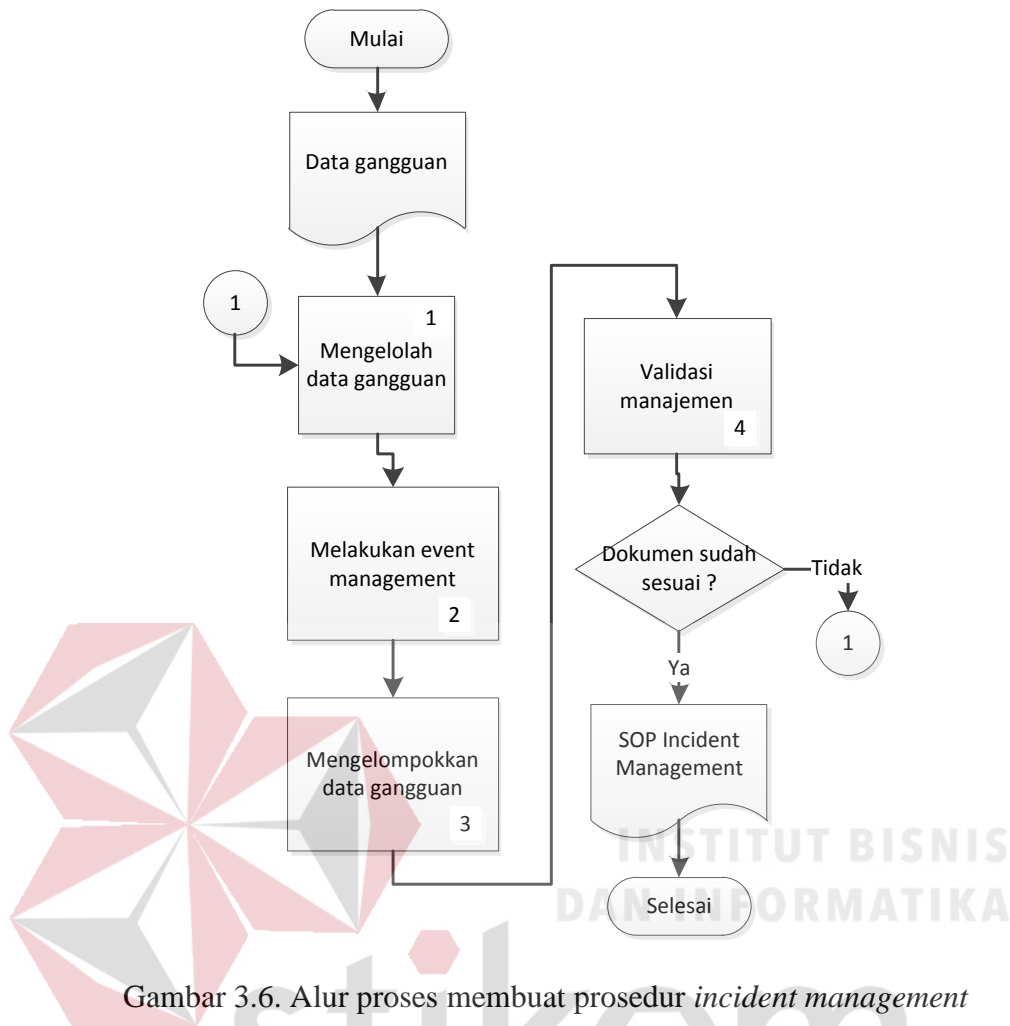 Mulai
Data gangguan
1
1
Mengelolah
data gangguan
Melakukan event
management
2
Mengelompokkan
data gangguan
3
Validasi
manajemen
4
Dokumen sudah
sesuai ?
Tidak
1
Ya
SOP Incident
Management
Selesai
INSTITUT BISNIS
DAN INFORMATIKA
stikom
Gambar 3.6. Alur proses membuat prosedur incident management